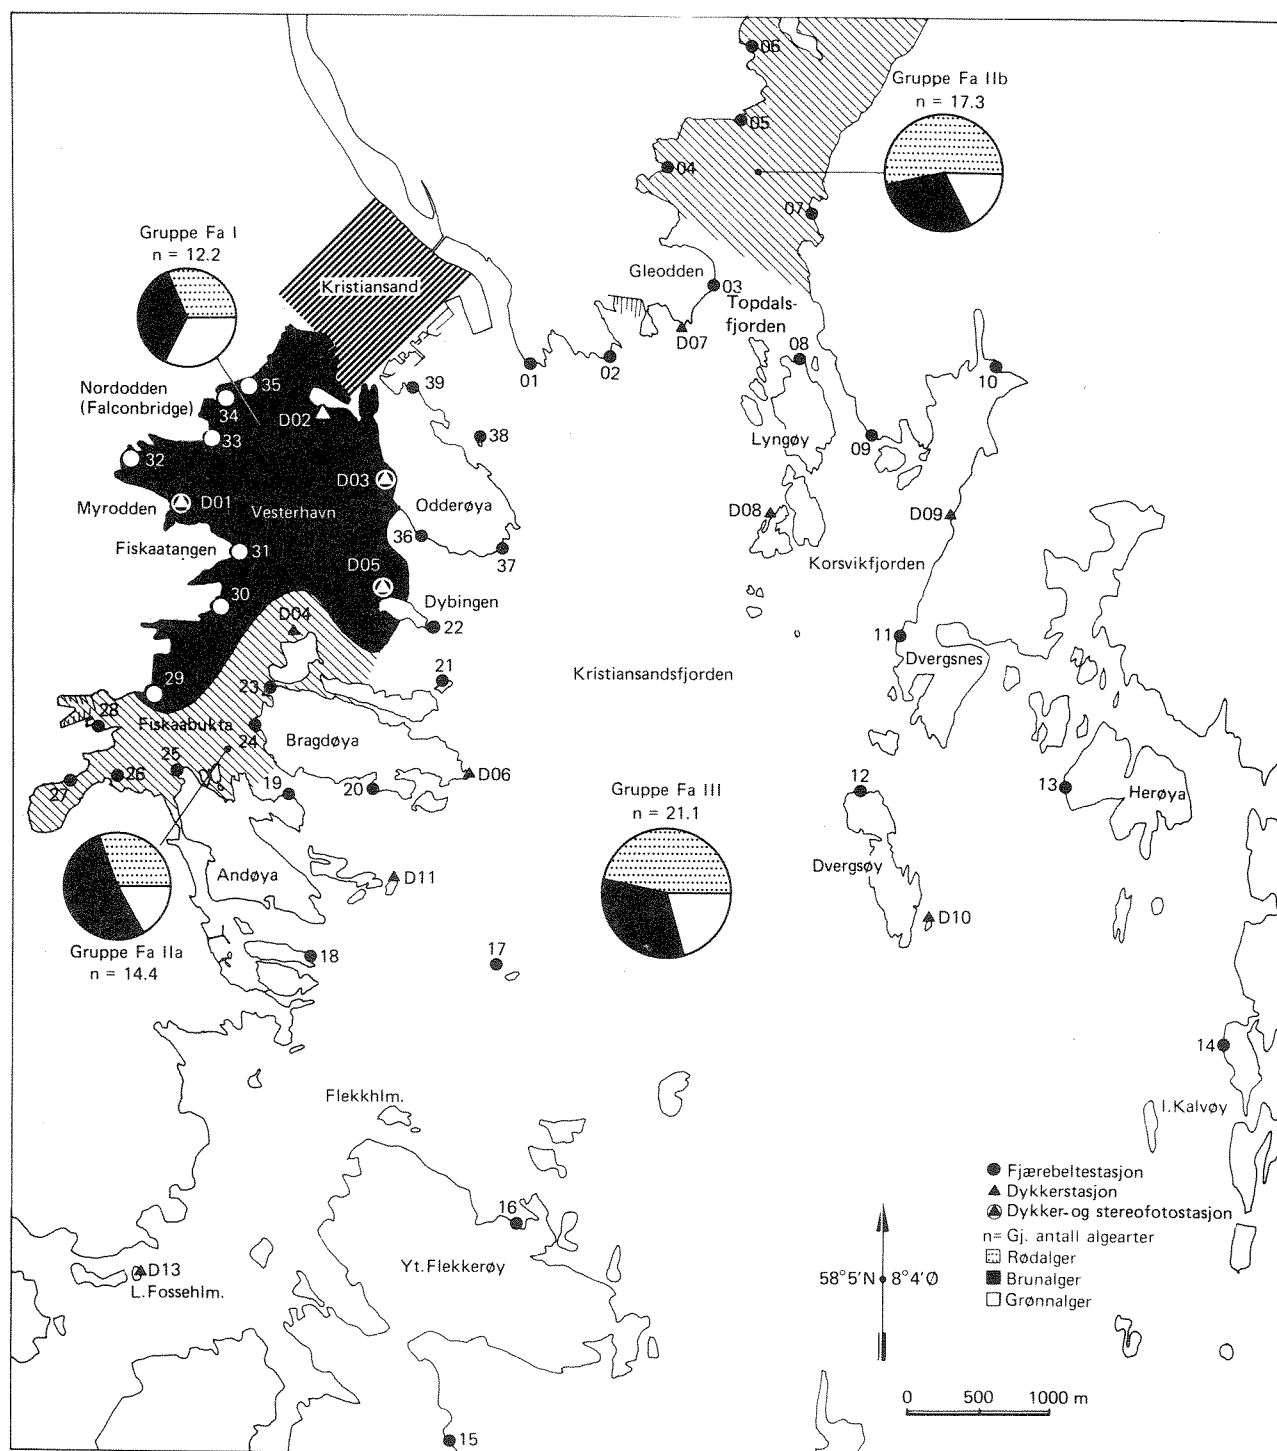 06
Gruppe Fa IIb
n = 17.3
05
04
07
Gruppe Fa I
n = 12.2
Kristiansand
Gleodden
03
Topdals-
fjorden
D07
08
01
02
10
39
35
Nordodden
(Falconbridge)
34
D02
33
38
Lyngøy
09
32
D03
D01
Myrodden
Vesterhavn
Odderøya
D08
D09
Fiskaatangen
31
36
37
Korsvikfjorden
D05
30
Dybingen
D04
22
11
Dvergsnes
21
Kristiansandsfjorden
29
23
28
Fiskaabukta
24
Bragdøya
25
26
27
19
20
D06
12
13
Herøya
Gruppe Fa III
n = 21.1
Andøya
D11
Dvergsøy
D10
Gruppe Fa IIa
n = 14.4
18
17
14
Flekkhlm.
I.Kalvøy
16
Fjærebeltestasjon
Dykkerstasjon
Dykker-og stereofotostasjon
n= Gj. antall algearter
Rødalger
Brunalger
Grønnalger
Yt.Flekkerøy
D13
L.Fossehlm.
58°5'N 8°4'Ø
0 500 1000 m
15